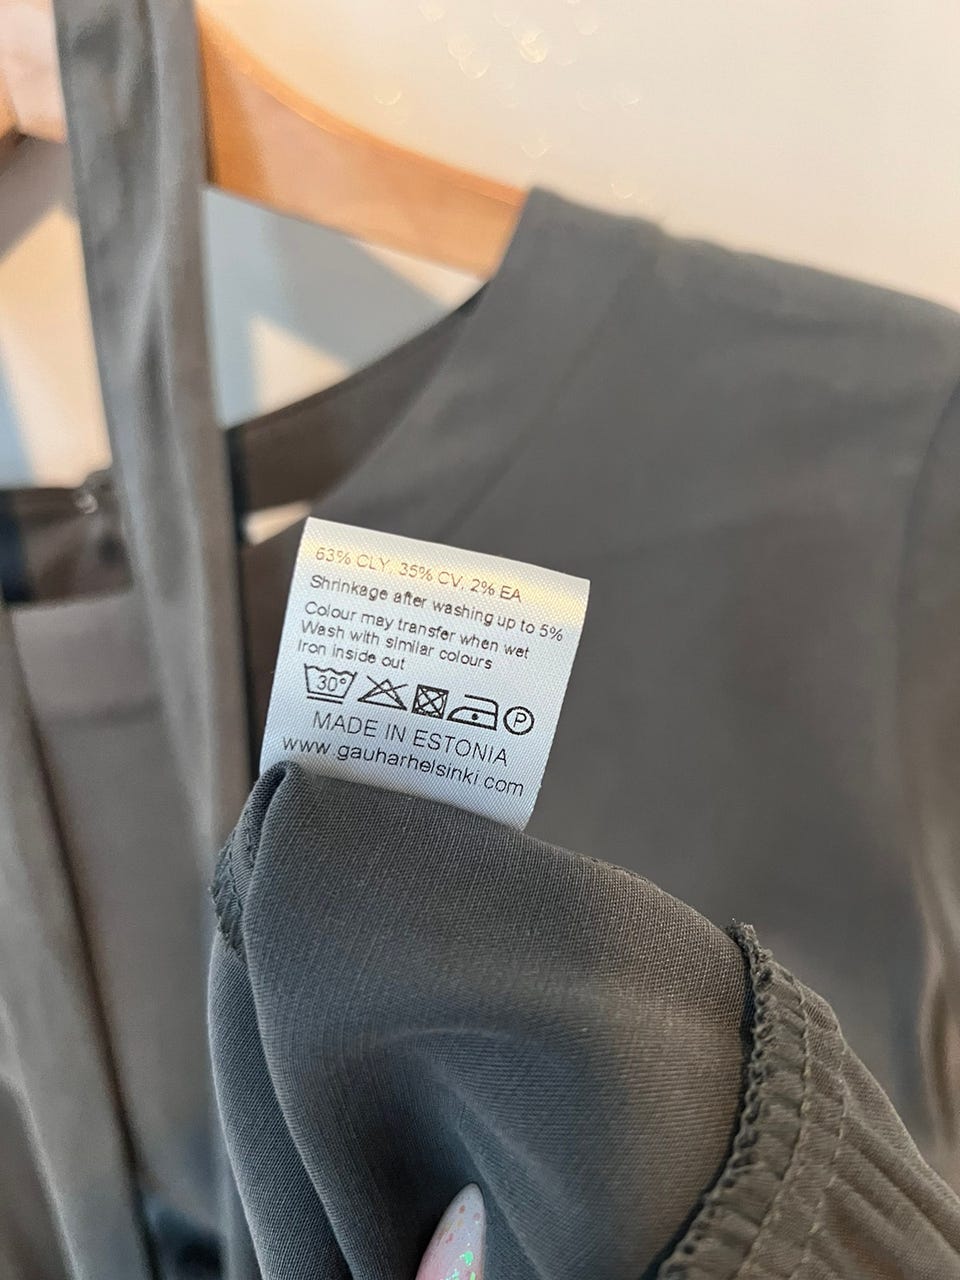 63% CLY, 35% CV, 2% EA
Shrinkage after washing up to 5%
Colour may transfer when wet
Wash with similar colours
Iron inside out
30° P
MADE IN ESTONIA
www.gauharhelsinki.com